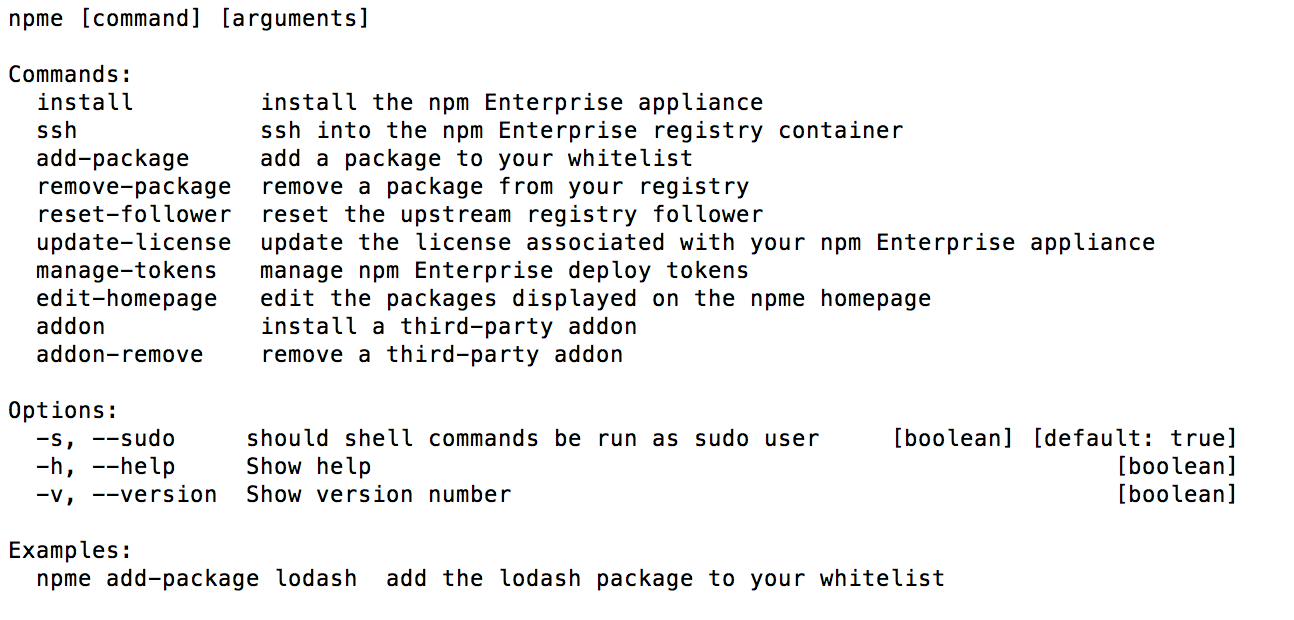 npme [command] [arguments]

Commands:
  install         install the npm Enterprise appliance
  ssh             ssh into the npm Enterprise registry container
  add-package     add a package to your whitelist
  remove-package  remove a package from your registry
  reset-follower  reset the upstream registry follower
  update-license  update the license associated with your npm Enterprise appliance
  manage-tokens   manage npm Enterprise deploy tokens
  edit-homepage   edit the packages displayed on the npme homepage
  addon           install a third-party addon
  addon-remove    remove a third-party addon

Options:
  -s, --sudo     should shell commands be run as sudo user     [boolean] [default: true]
  -h, --help     Show help                                                     [boolean]
  -v, --version  Show version number                                           [boolean]

Examples:
  npme add-package lodash  add the lodash package to your whitelist